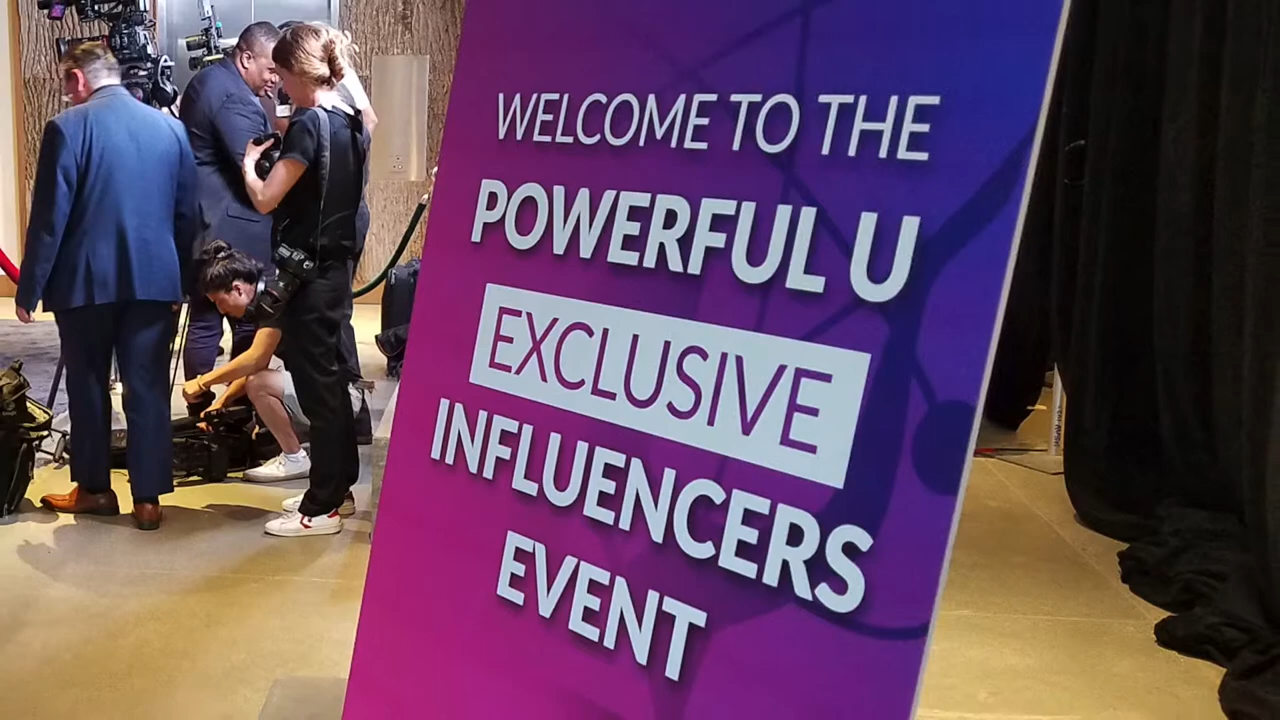 WELCOME TO THE
POWERFUL U
EXCLUSIVE
INFLUENCERS
EVENT